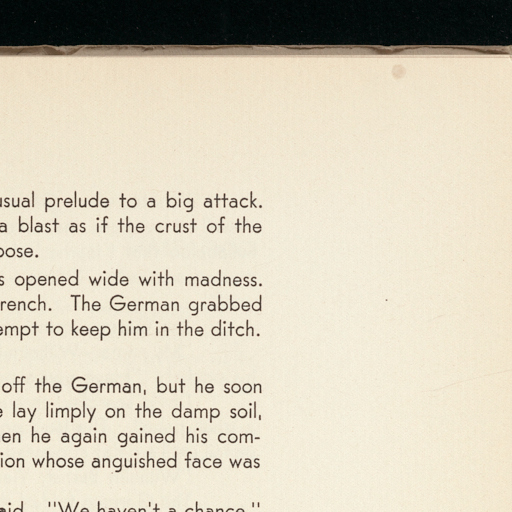 usual prelude to a big attack.
a blast as if the crust of the
oose.
s opened wide with madness.
rench. The German grabbed
empt to keep him in the ditch.
off the German, but he soon
e lay limply on the damp soil,
en he again gained his com-
ion whose anguished face was
aid. "We haven't a chance."